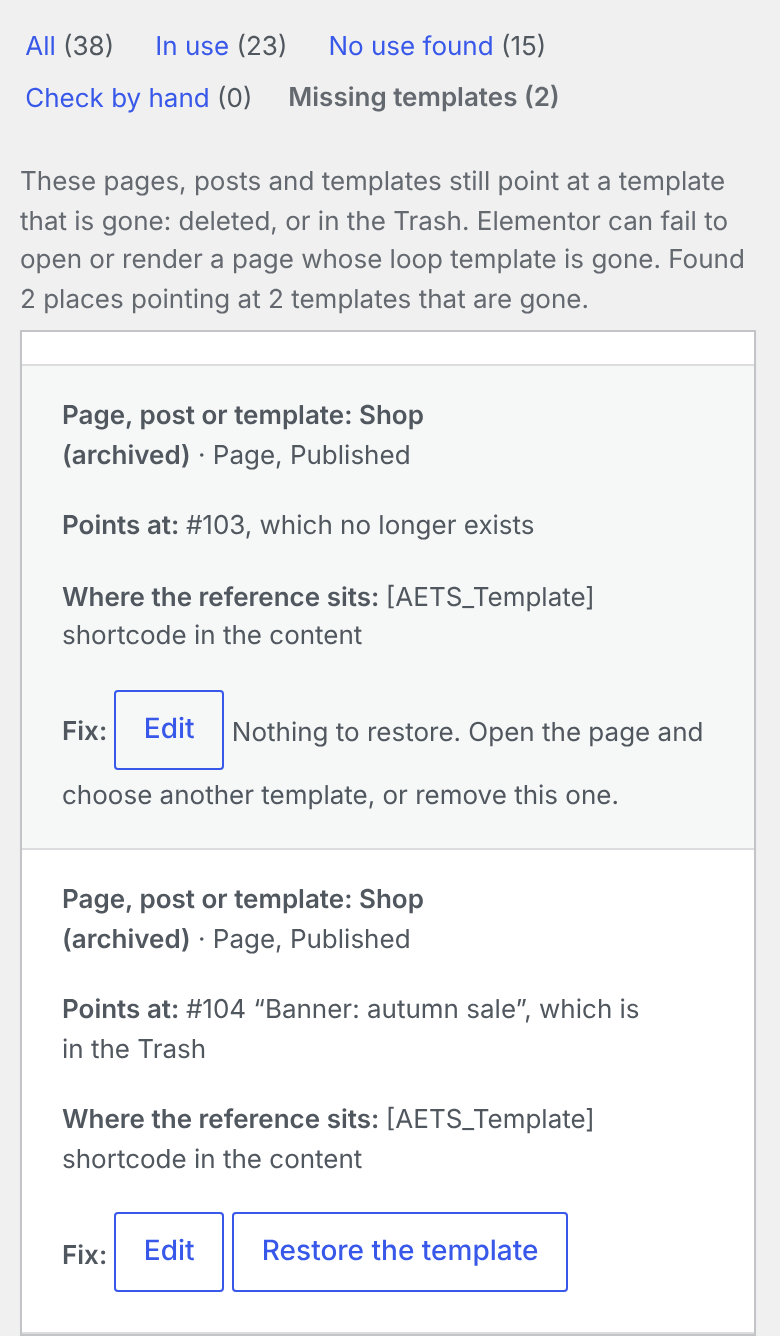 All (38) In use (23) No use found (15)
Check by hand (0) Missing templates (2)
These pages, posts and templates still point at a template
that is gone: deleted, or in the Trash. Elementor can fail to
open or render a page whose loop template is gone. Found
2 places pointing at 2 templates that are gone.
Page, post or template: Shop
(archived) · Page, Published
Points at: #103, which no longer exists
Where the reference sits: [AETS_Template]
shortcode in the content
Fix: Edit Nothing to restore. Open the page and
choose another template, or remove this one.
Page, post or template: Shop
(archived) · Page, Published
Points at: #104 “Banner: autumn sale”, which is
in the Trash
Where the reference sits: [AETS_Template]
shortcode in the content
Fix: Edit Restore the template